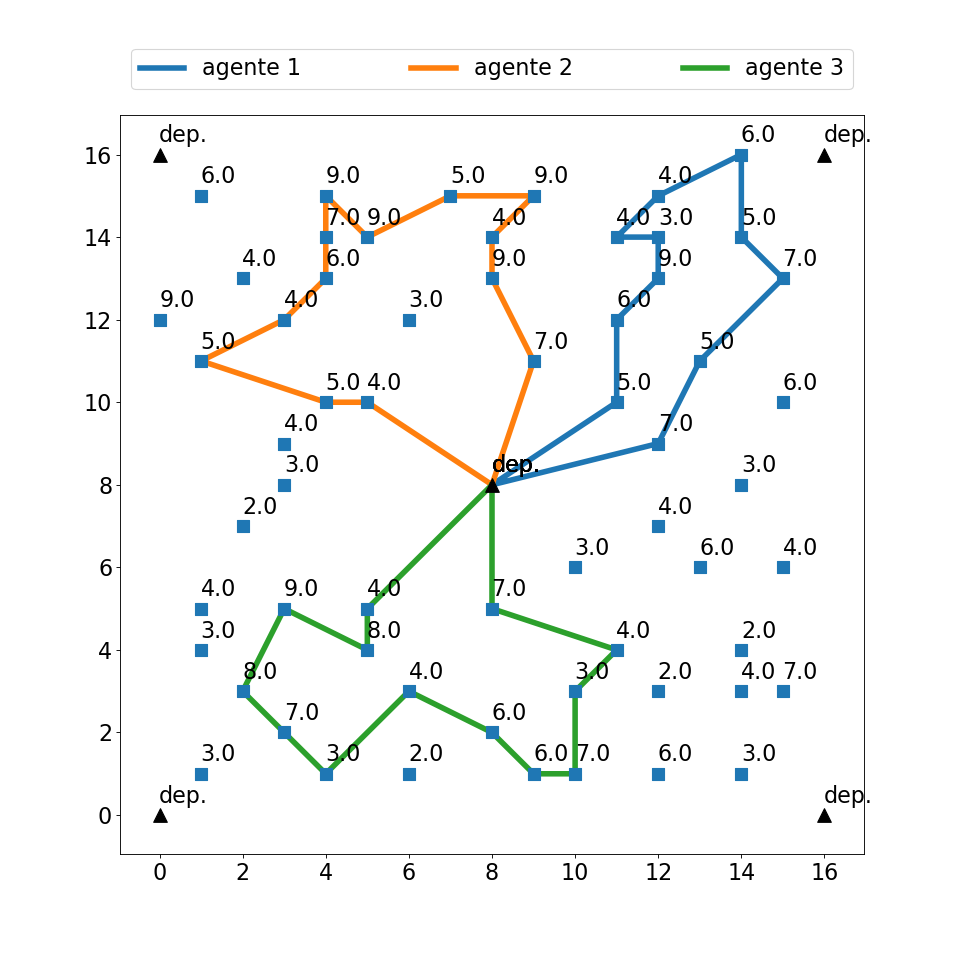 agente 1 agente 2 agente 3
dep. 6.0 dep.
16
6.0 9.0 5.0 9.0 4.0
7.0 9.0 4.0 4.0 3.0 5.0
14
4.0 6.0 9.0 9.0 7.0
9.0 4.0 3.0 6.0
12
5.0 7.0 5.0
5.0 4.0 5.0 6.0
10
4.0 7.0
3.0 dep. dep. 3.0
8
2.0 4.0
3.0 6.0 4.0
6
4.0 9.0 4.0 7.0
3.0 8.0 4.0 2.0
4
8.0 4.0 3.0 2.0 4.0 7.0
7.0 6.0
2
3.0 3.0 2.0 6.0 7.0 6.0 3.0
dep. dep.
0
0 2 4 6 8 10 12 14 16